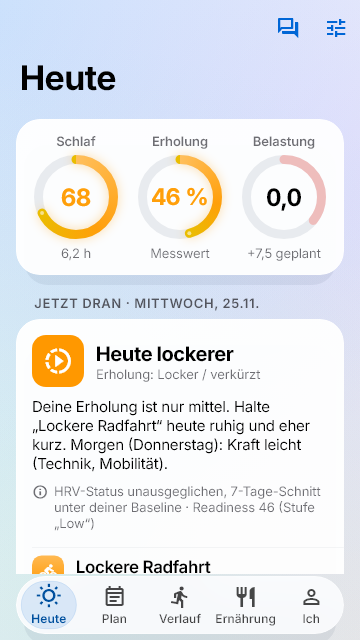 Heute
Schlaf
Erholung
Belastung
68
46 %
0,0
6,2 h
Messwert
+7,5 geplant
JETZT DRAN · MITTWOCH, 25.11.
Heute lockerer
Erholung: Locker / verkürzt
Deine Erholung ist nur mittel. Halte
„Lockere Radfahrt“ heute ruhig und eher
kurz. Morgen (Donnerstag): Kraft leicht
(Technik, Mobilität).
HRV-Status unausgeglichen, 7-Tage-Schnitt
unter deiner Baseline · Readiness 46 (Stufe
„Low“)
Lockere Radfahrt
Heute
Plan
Verlauf
Ernährung
Ich